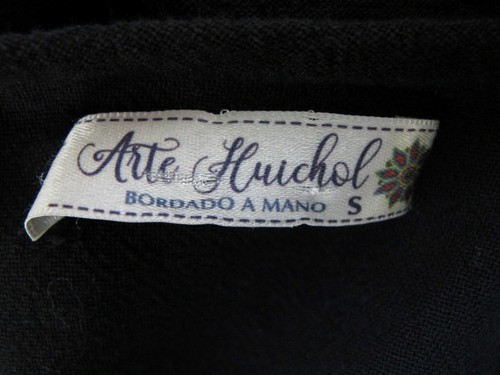 Arte Huichol
BORDADO A MANO S